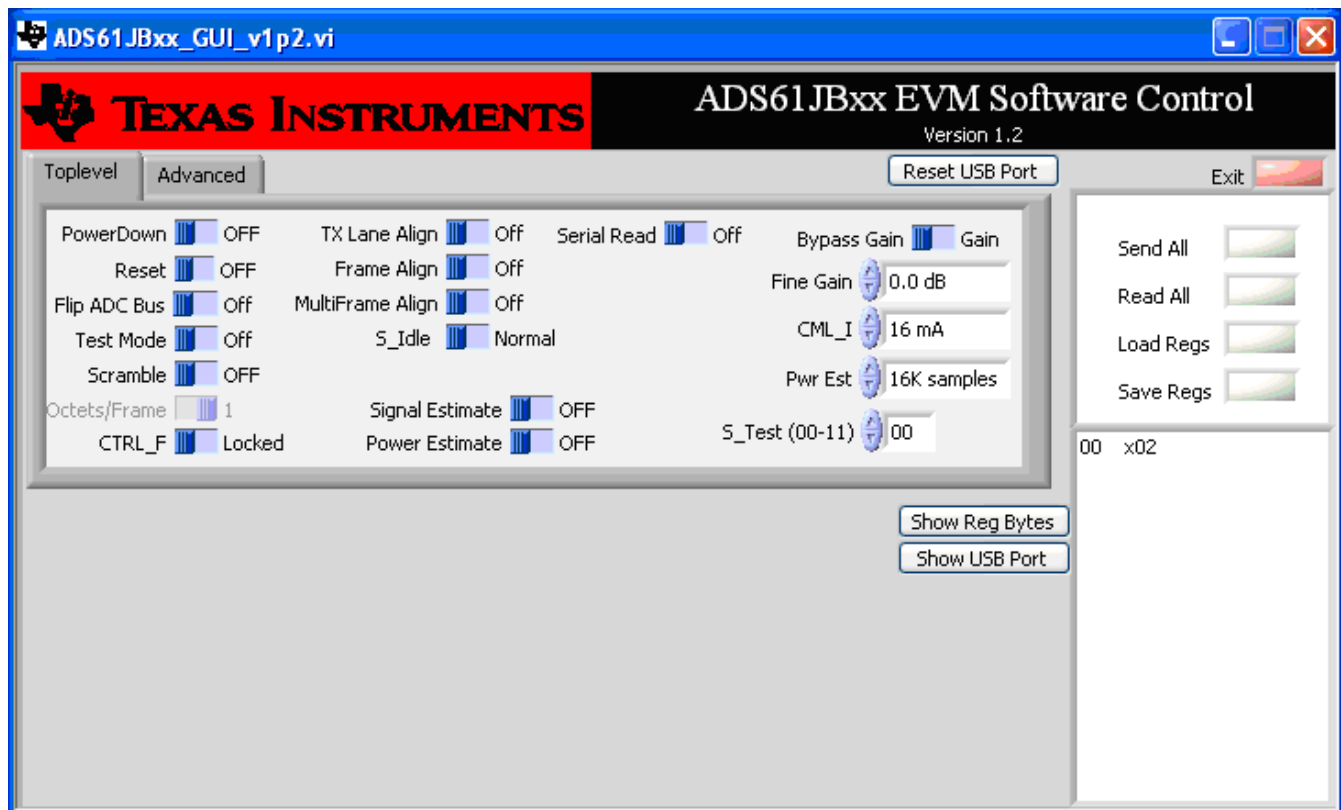 ADS61JBxx_GUI_v1p2.vi
TEXAS INSTRUMENTS
ADS61JBxx EVM Software Control
Version 1.2
Toplevel
Advanced
Reset USB Port
Exit
PowerDown OFF
Reset OFF
Flip ADC Bus Off
Test Mode Off
Scramble OFF
Octets/Frame 1
CTRL_F Locked
TX Lane Align Off
Frame Align Off
MultiFrame Align Off
S_Idle Normal
Signal Estimate OFF
Power Estimate OFF
Serial Read Off
Bypass Gain Gain
Fine Gain 0.0 dB
CML_I 16 mA
Pwr Est 16K samples
S_Test (00-11) 00
Show Reg Bytes
Show USB Port
Send All
Read All
Load Regs
Save Regs
00 x02